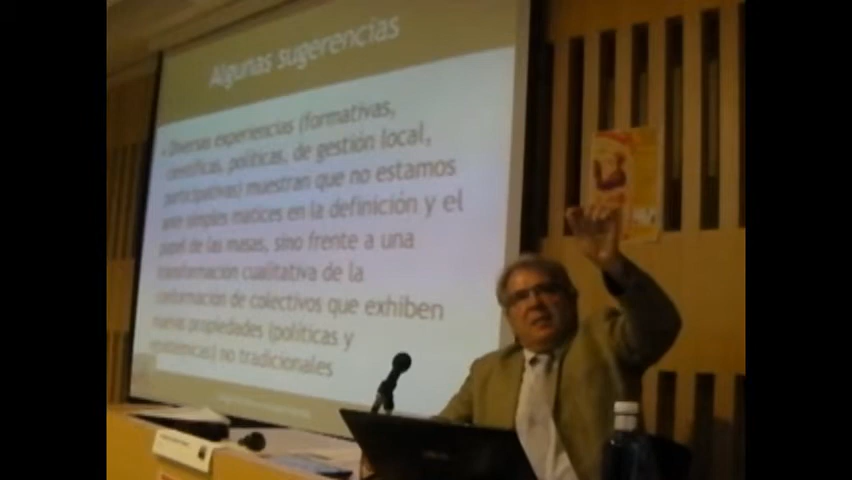 Algunas sugerencias
• Diversas experiencias (formativas,
científicas, políticas, de gestión local,
participativas) muestran que no estamos
ante simples matices en la definición y el
papel de las masas, sino frente a una
transformación cualitativa de la
conformación de colectivos que exhiben
nuevas propiedades (políticas y
epistémicas) no tradicionales